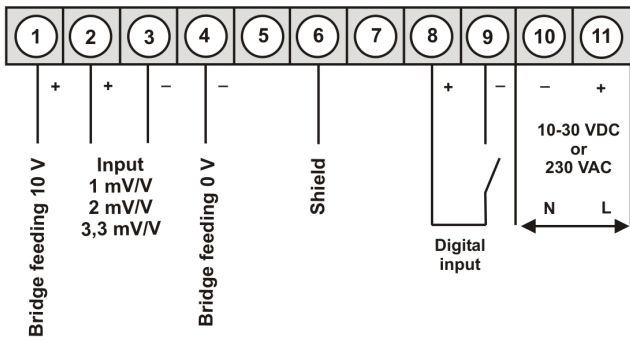 1 2 3 4 5 6 7 8 9 10 11
+ + – – + – – +
Bridge feeding 10 V
Input
1 mV/V
2 mV/V
3,3 mV/V
Bridge feeding 0 V
Shield
Digital
input
10-30 VDC
or
230 VAC
N L